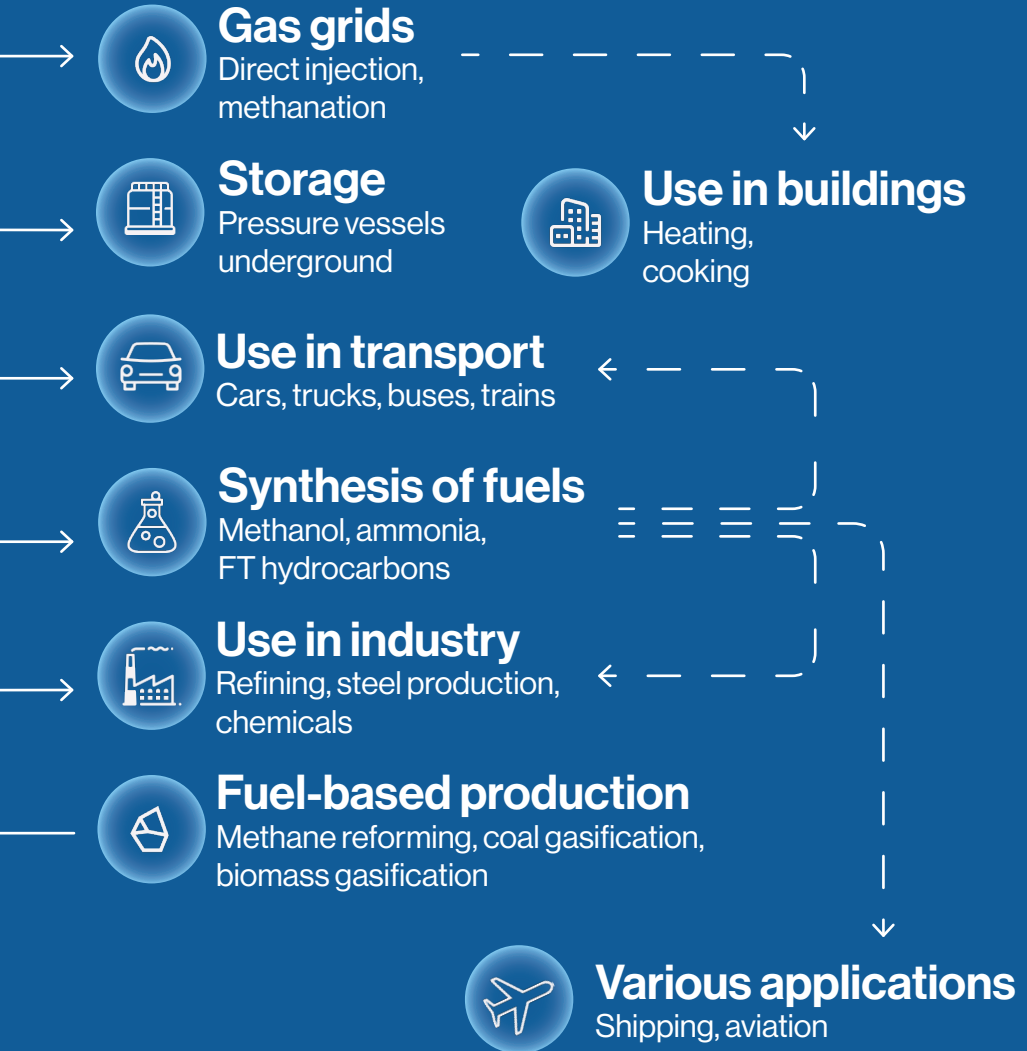 Gas grids
Direct injection,
methanation
Storage
Pressure vessels
underground
Use in buildings
Heating,
cooking
Use in transport
Cars, trucks, buses, trains
Synthesis of fuels
Methanol, ammonia,
FT hydrocarbons
Use in industry
Refining, steel production,
chemicals
Fuel-based production
Methane reforming, coal gasification,
biomass gasification
Various applications
Shipping, aviation